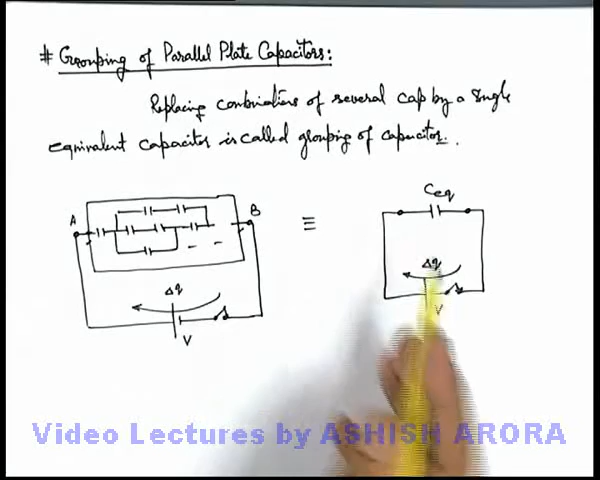 # Grouping of Parallel Plate Capacitors:
Replacing combinations of several cap by a single
equivalent capacitor is called grouping of capacitor.
A B ≡ Ceq
Δq Δq
V V
Video Lectures by ASHISH ARORA